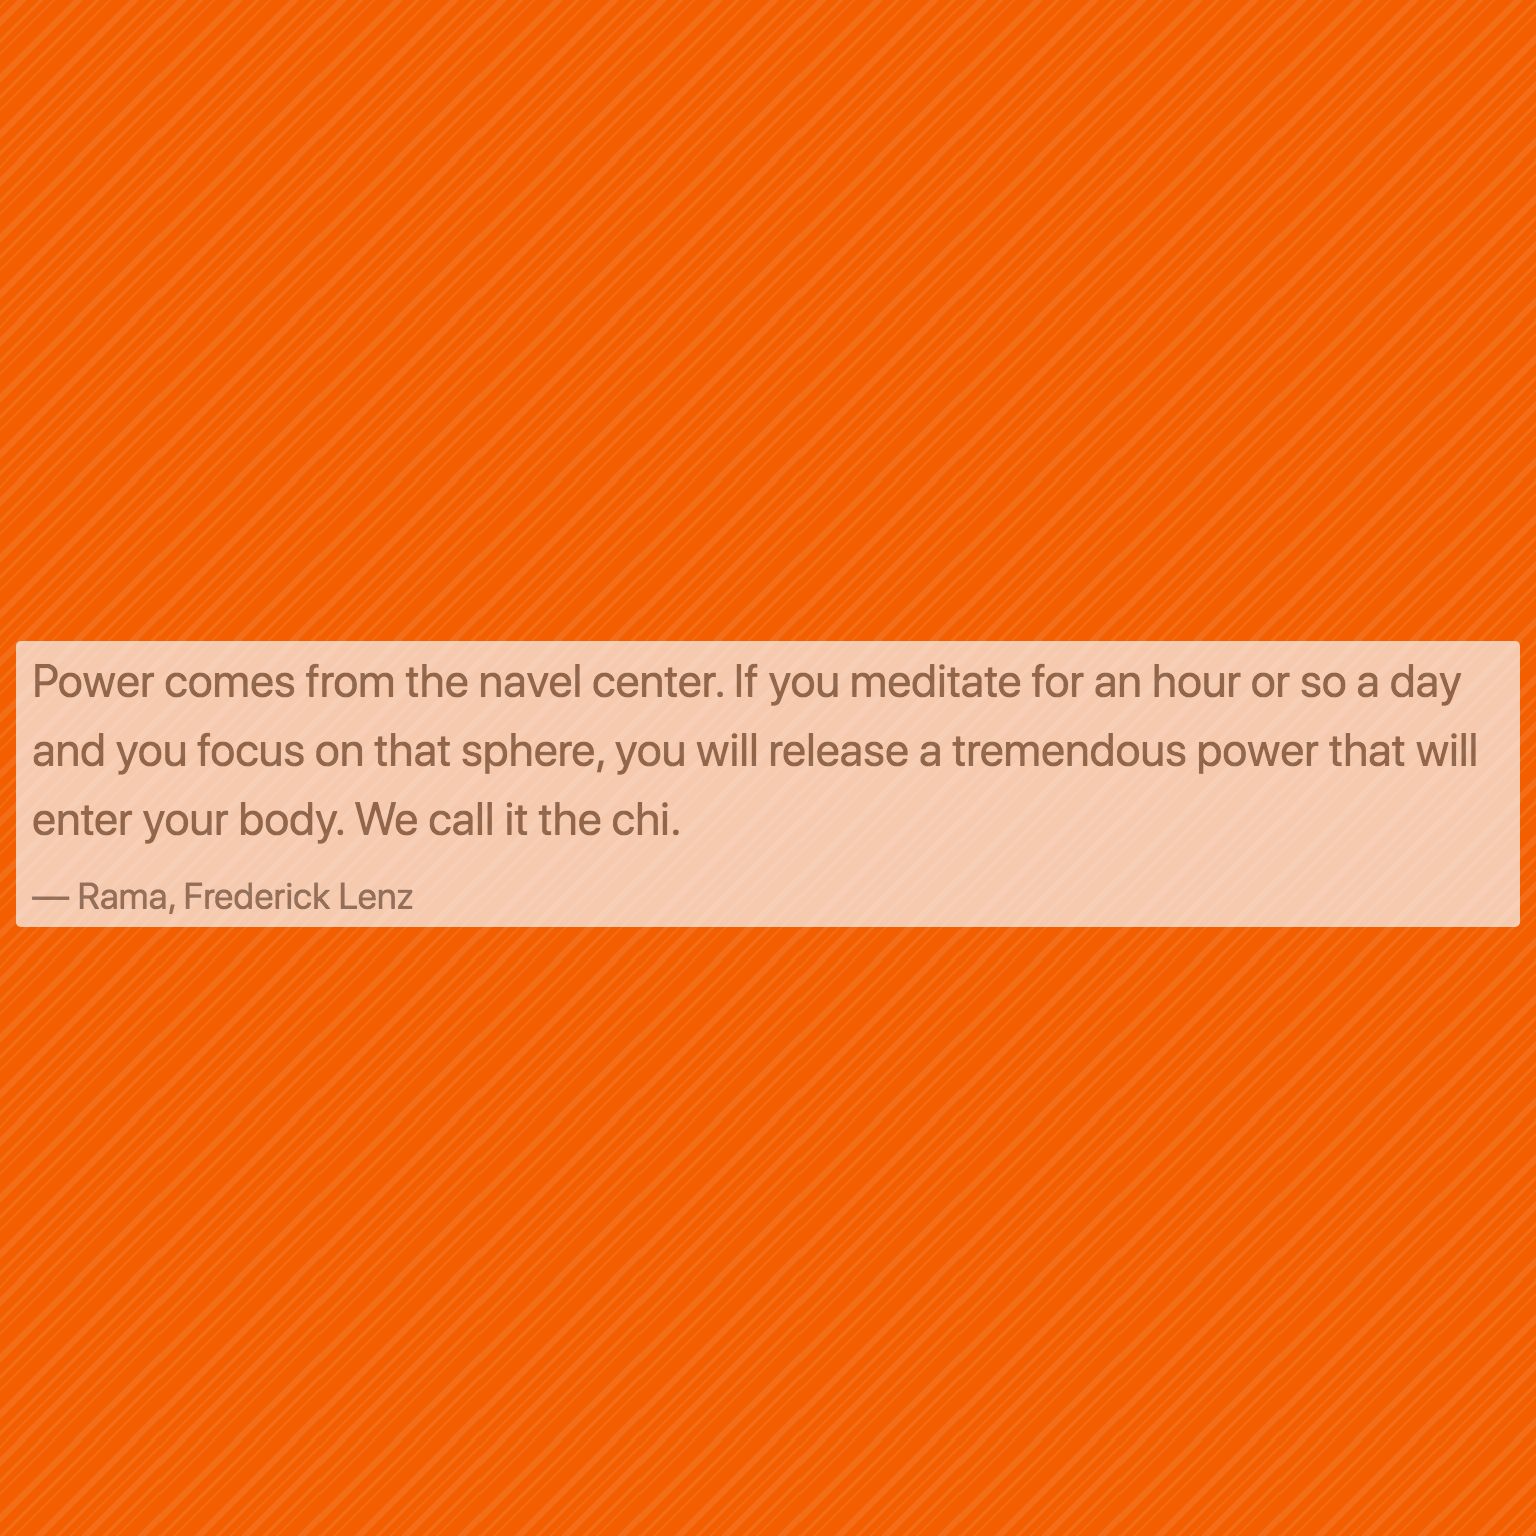 Power comes from the navel center. If you meditate for an hour or so a day
and you focus on that sphere, you will release a tremendous power that will
enter your body. We call it the chi.
— Rama, Frederick Lenz